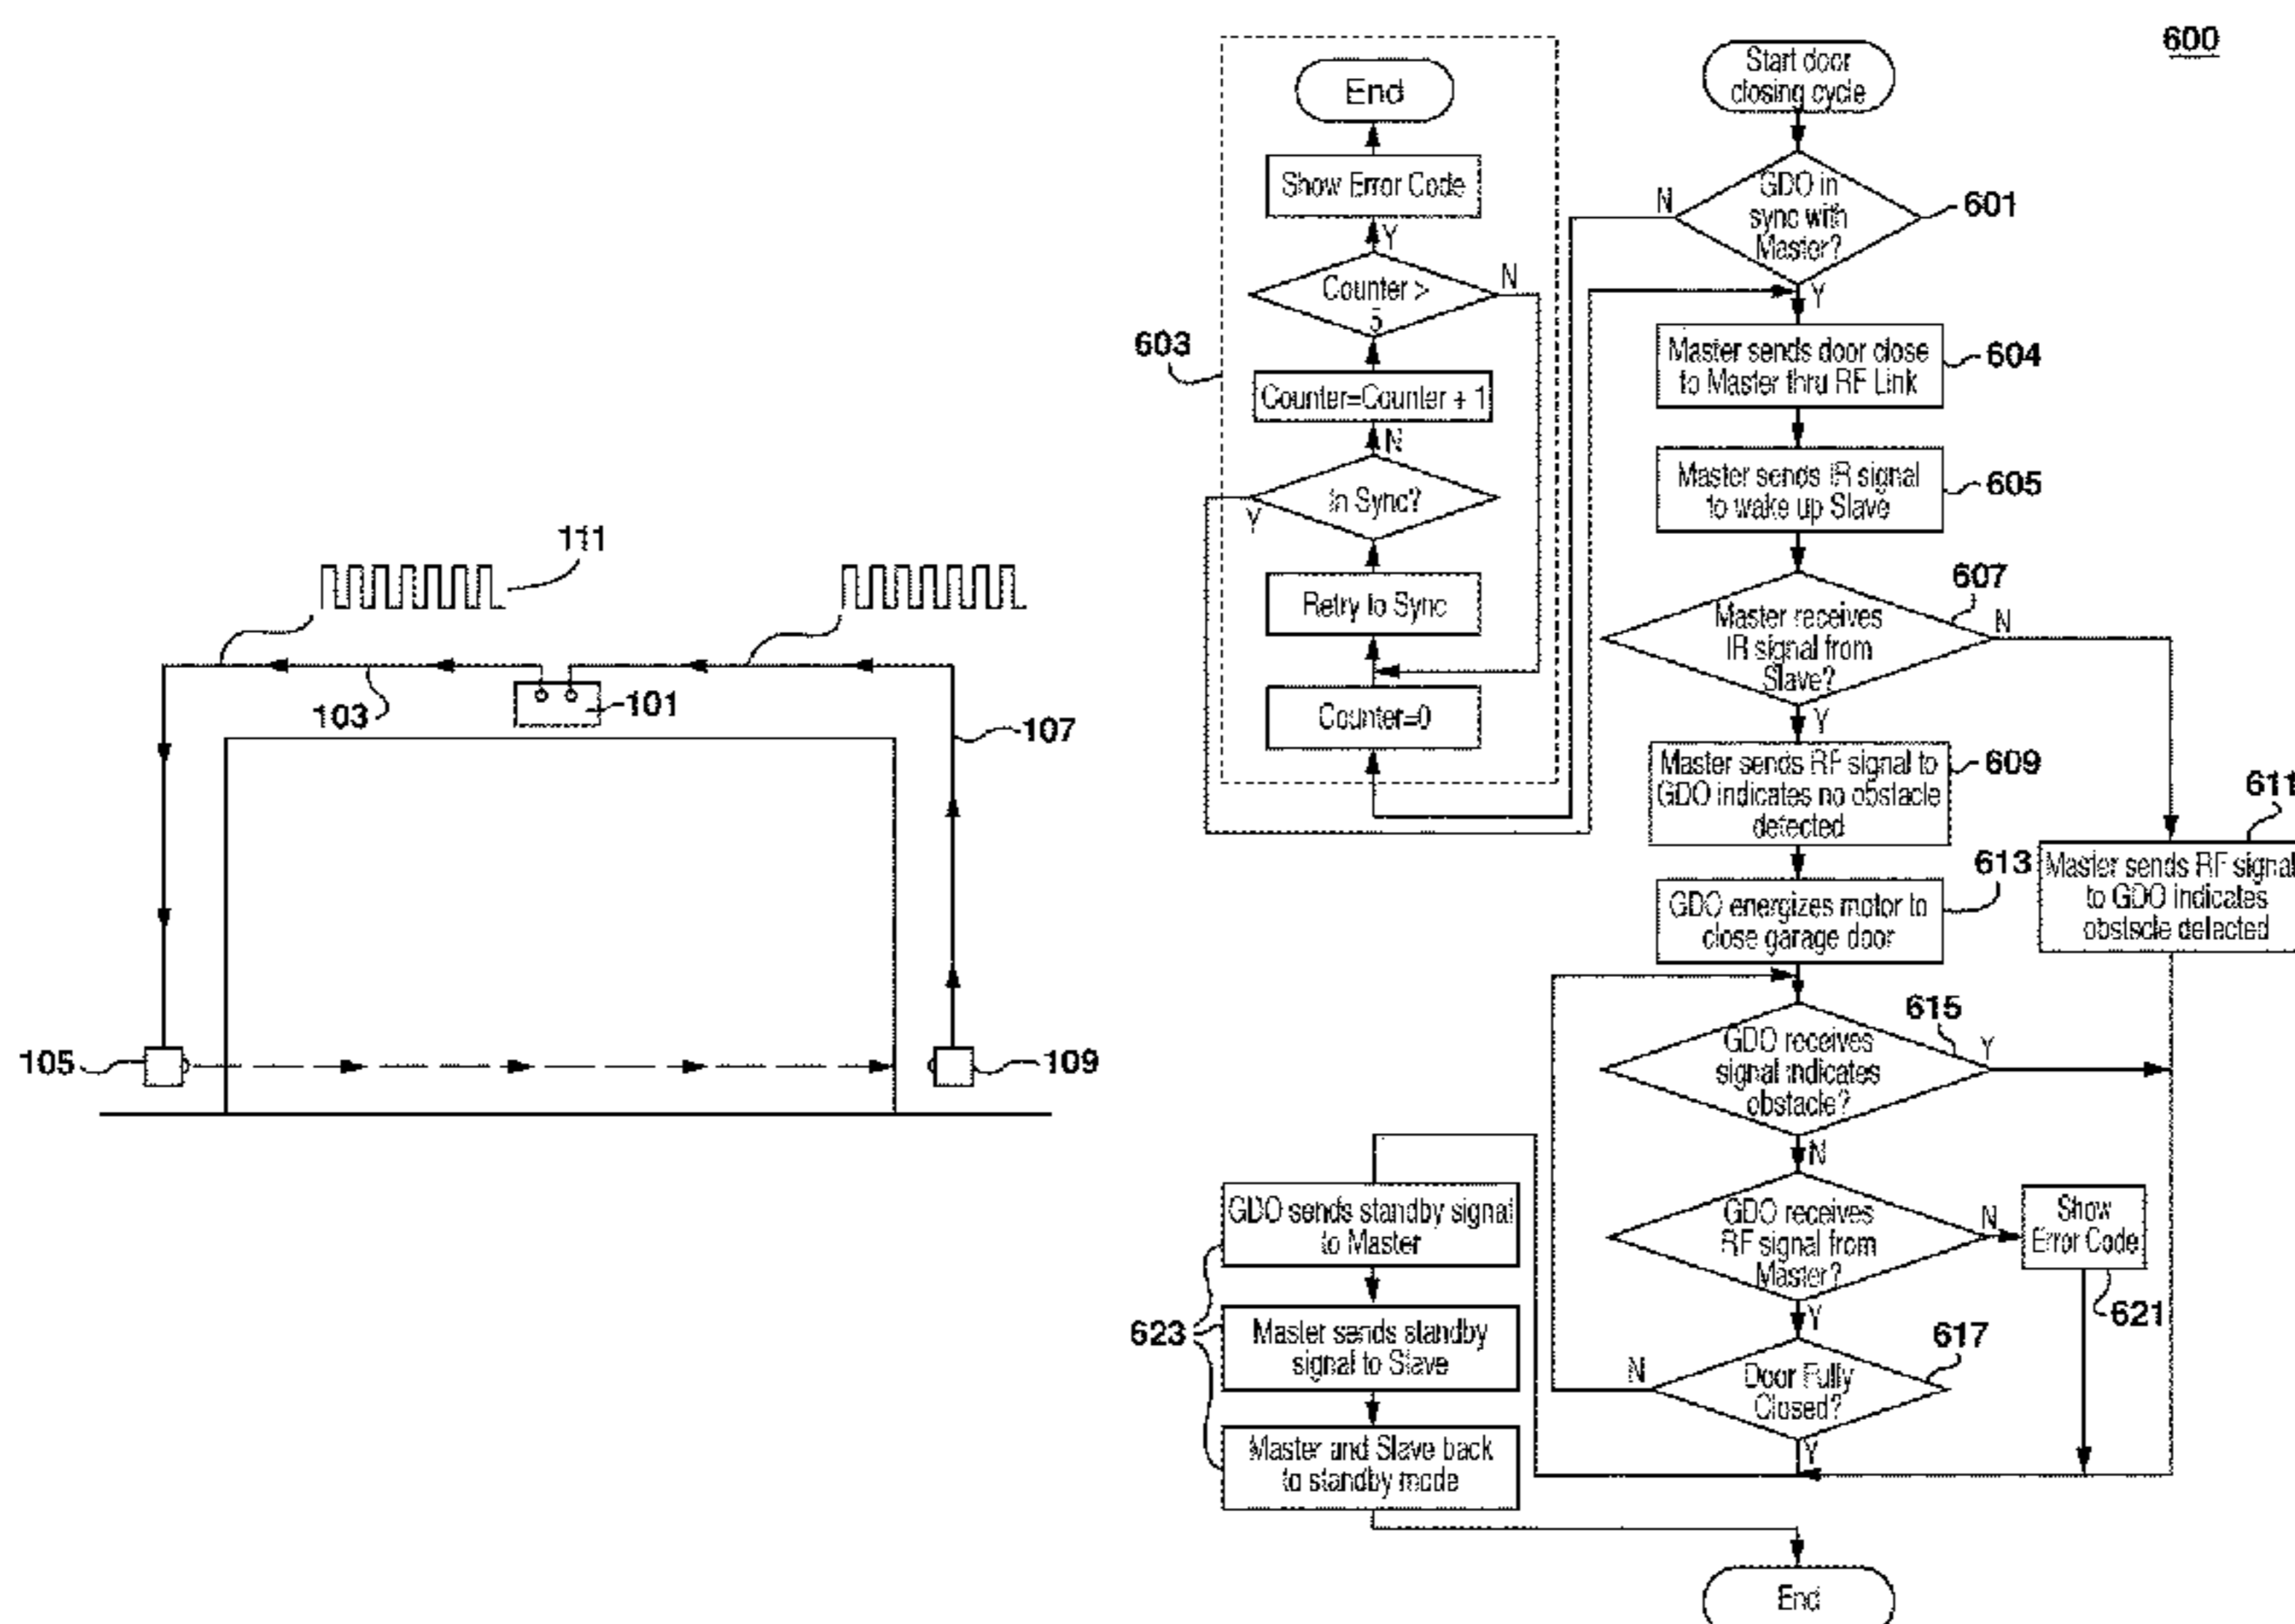 111
103
101
107
105
109
600
Start door
closing cycle
GDO in
sync with
Master?
601
N
Y
Master sends door close
to Master thru RF Link
604
Master sends IR signal
to wake up Slave
605
Master receives
IR signal from
Slave?
607
N
Y
Master sends RF signal to
GDO indicates no obstacle
detected
609
Master sends RF signal
to GDO indicates
obstacle detected
611
GDO energizes motor to
close garage door
613
GDO receives
signal indicates
obstacle?
615
Y
N
GDO receives
RF signal from
Master?
N
Y
Show
Error Code
621
Door Fully
Closed?
617
N
Y
End
Show Error Code
Y
Counter >
5
N
603
Counter=Counter + 1
N
In Sync?
Y
Retry to Sync
Counter=0
GDO sends standby signal
to Master
623
Master sends standby
signal to Slave
Master and Slave back
to standby mode
End